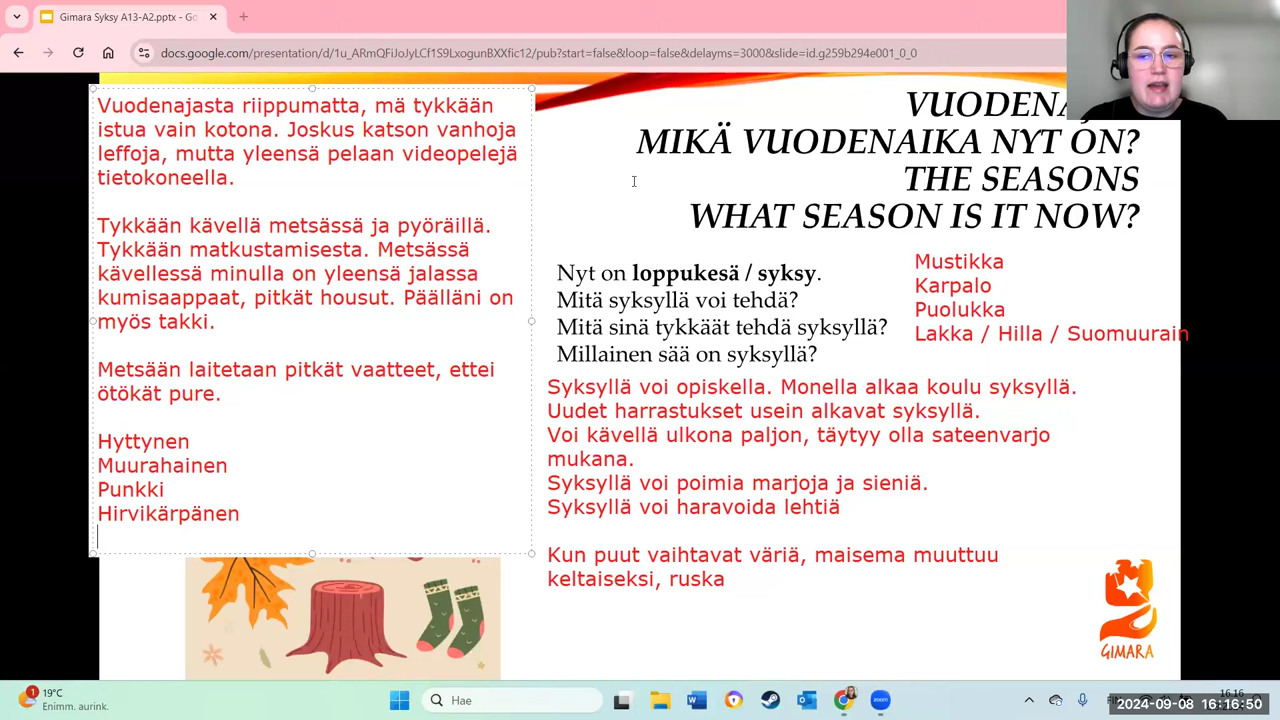 Gimara Syksy A13-A2.pptx - Go
docs.google.com/presentation/d/1u_ARmQFiJoJyLCf1S9LxogunBXXfic12/pub?start=false&loop=false&delayms=3000&slide=id.g259b294e001_0_0
Vuodenajasta riippumatta, mä tykkään
istua vain kotona. Joskus katson vanhoja
leffoja, mutta yleensä pelaan videopelejä
tietokoneella.
Tykkään kävellä metsässä ja pyöräillä.
Tykkään matkustamisesta. Metsässä
kävellessä minulla on yleensä jalassa
kumisaappaat, pitkät housut. Päälläni on
myös takki.
Metsään laitetaan pitkät vaatteet, ettei
ötökät pure.
Hyttynen
Muurahainen
Punkki
Hirvikärpänen
MIKÄ VUODENAIKA NYT ON?
THE SEASONS
WHAT SEASON IS IT NOW?
Nyt on loppukesä / syksy.
Mitä syksyllä voi tehdä?
Mitä sinä tykkäät tehdä syksyllä?
Millainen sää on syksyllä?
Mustikka
Karpalo
Puolukka
Lakka / Hilla / Suomuurain
Syksyllä voi opiskella. Monella alkaa koulu syksyllä.
Uudet harrastukset usein alkavat syksyllä.
Voi kävellä ulkona paljon, täytyy olla sateenvarjo
mukana.
Syksyllä voi poimia marjoja ja sieniä.
Syksyllä voi haravoida lehtiä
Kun puut vaihtavat väriä, maisema muuttuu
keltaiseksi, ruska
GIMARA
1
19°C
Enimm. aurink.
Hae
zoom
16.16
2024-09-08 16:16:50